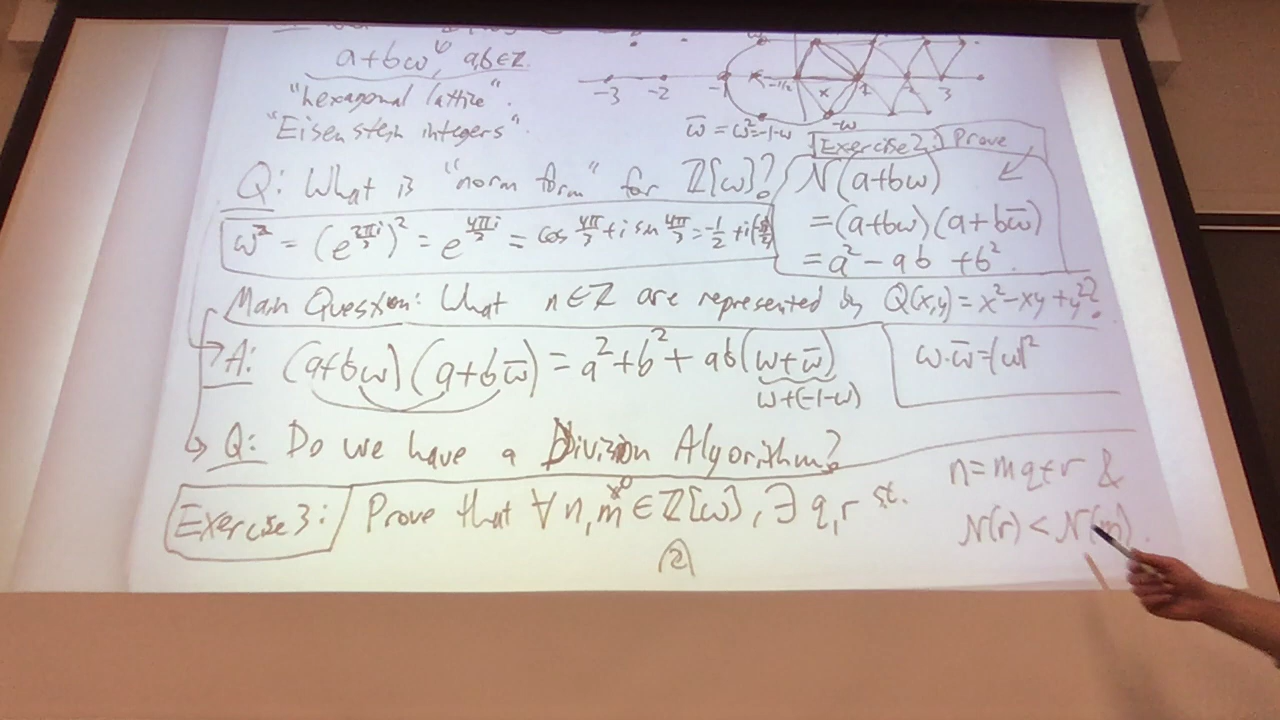 a+bω, a,b∈ℤ.
"hexagonal lattice".
"Eisenstein integers".
-3 -2 -1 -1/2 1 2 3
ω̄ = ω² = -1-ω
-ω
Exercise 2: Prove
Q: What is "norm form" for ℤ[ω]?
N(a+bω)
= (a+bω)(a+bω̄)
= a² - ab + b².
ω² = (e^{2πi/3})² = e^{4πi/3} = cos 4π/3 + i sin 4π/3 = -1/2 + i(
Main Question: What n∈ℤ are represented by Q(x,y) = x²-xy+y²?
A: (a+bω)(a+bω̄) = a²+b²+ab(ω+ω̄)
ω+(-1-ω)
ω·ω̄=|ω|²
Q: Do we have a Division Algorithm?
Exercise 3: Prove that ∀ n, m≠0 ∈ ℤ[ω], ∃ q,r st.
n=mq+r &
N(r) < N(m).
2